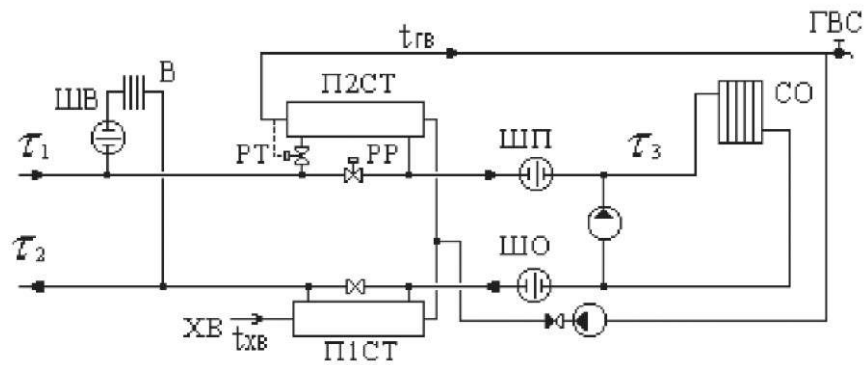 ГВС
tгв
В
ШВ
П2СТ
СО
τ1
РТ
РР
ШП
τ3
τ2
ШО
ХВ
tхв
П1СТ